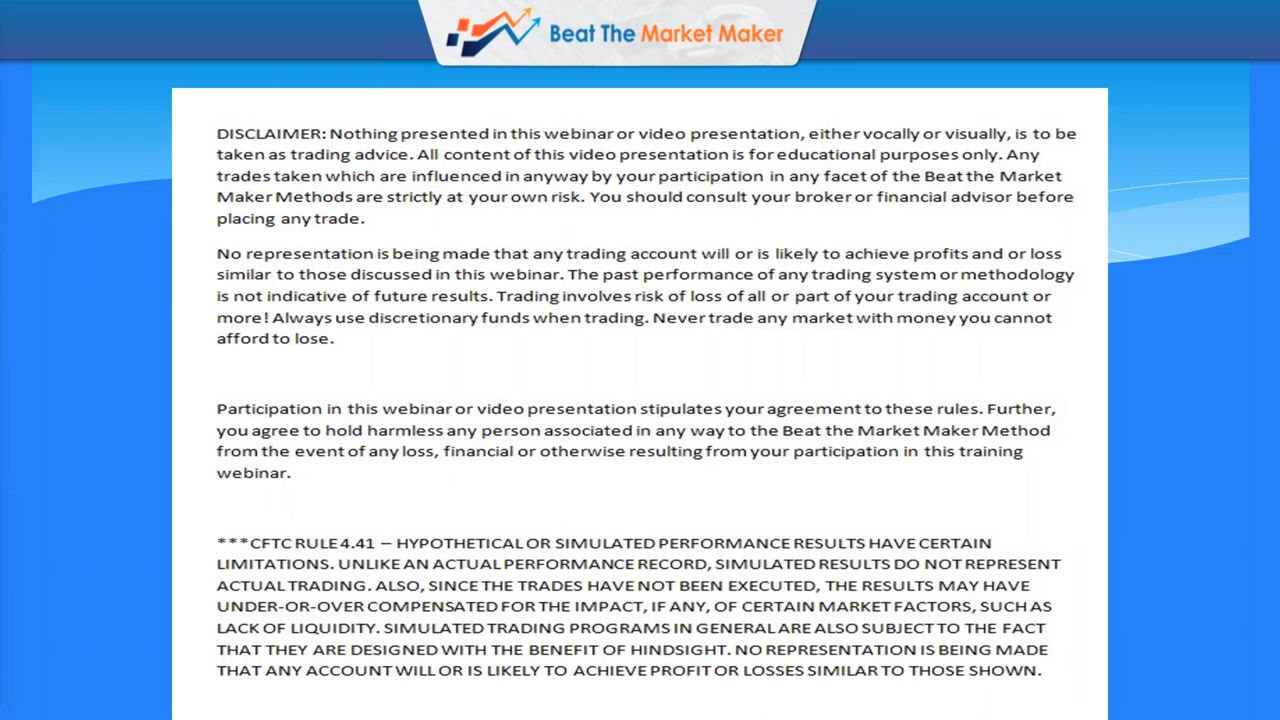 Beat The Market Maker
DISCLAIMER: Nothing presented in this webinar or video presentation, either vocally or visually, is to be
taken as trading advice. All content of this video presentation is for educational purposes only. Any
trades taken which are influenced in anyway by your participation in any facet of the Beat the Market
Maker Methods are strictly at your own risk. You should consult your broker or financial advisor before
placing any trade.
No representation is being made that any trading account will or is likely to achieve profits and or loss
similar to those discussed in this webinar. The past performance of any trading system or methodology
is not indicative of future results. Trading involves risk of loss of all or part of your trading account or
more! Always use discretionary funds when trading. Never trade any market with money you cannot
afford to lose.
Participation in this webinar or video presentation stipulates your agreement to these rules. Further,
you agree to hold harmless any person associated in any way to the Beat the Market Maker Method
from the event of any loss, financial or otherwise resulting from your participation in this training
webinar.
***CFTC RULE 4.41 – HYPOTHETICAL OR SIMULATED PERFORMANCE RESULTS HAVE CERTAIN
LIMITATIONS. UNLIKE AN ACTUAL PERFORMANCE RECORD, SIMULATED RESULTS DO NOT REPRESENT
ACTUAL TRADING. ALSO, SINCE THE TRADES HAVE NOT BEEN EXECUTED, THE RESULTS MAY HAVE
UNDER-OR-OVER COMPENSATED FOR THE IMPACT, IF ANY, OF CERTAIN MARKET FACTORS, SUCH AS
LACK OF LIQUIDITY. SIMULATED TRADING PROGRAMS IN GENERAL ARE ALSO SUBJECT TO THE FACT
THAT THEY ARE DESIGNED WITH THE BENEFIT OF HINDSIGHT. NO REPRESENTATION IS BEING MADE
THAT ANY ACCOUNT WILL OR IS LIKELY TO ACHIEVE PROFIT OR LOSSES SIMILAR TO THOSE SHOWN.